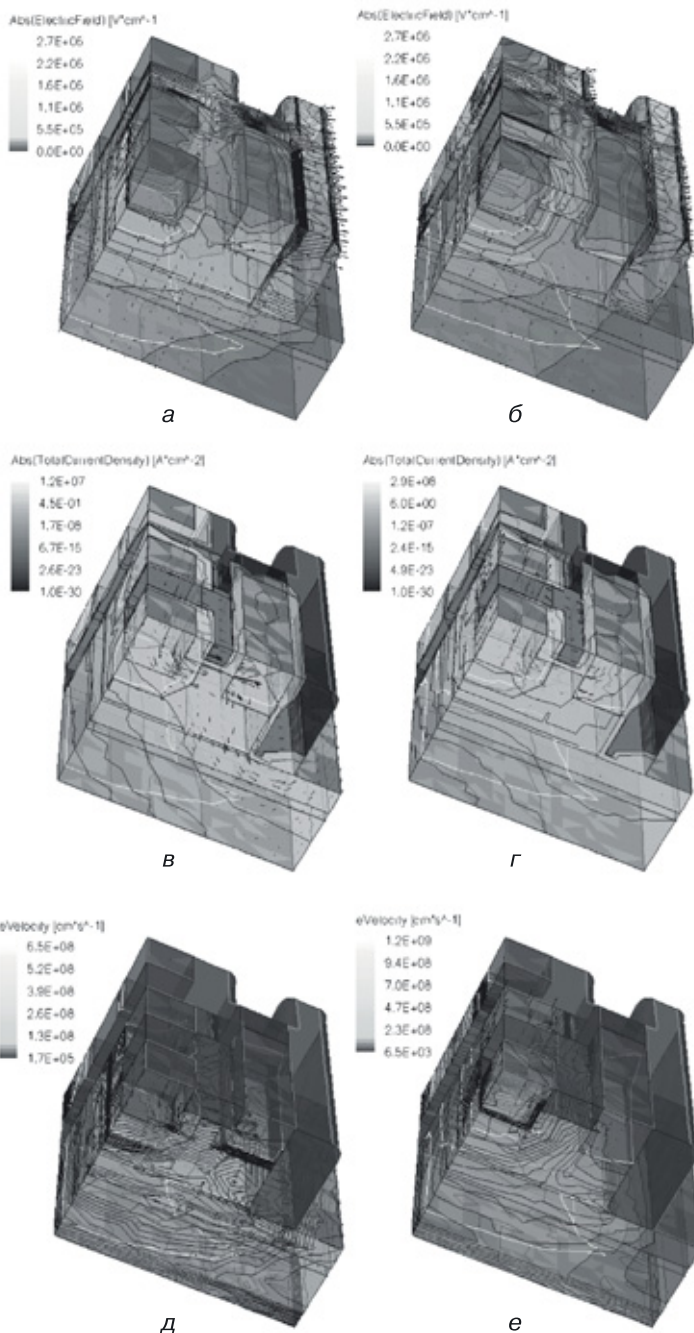 Abs(ElectricField) [V*cm^-1
2.7E+06
2.2E+06
1.6E+06
1.1E+06
5.5E+05
0.0E+00
Abs(ElectricField) [V*cm^-1]
2.7E+06
2.2E+06
1.6E+06
1.1E+06
5.5E+05
0.0E+00
а
б
Abs(TotalCurrentDensity) [A*cm^-2]
1.2E+07
4.5E-01
1.7E-08
6.7E-15
2.6E-23
1.0E-30
Abs(TotalCurrentDensity) [A*cm^-2]
2.9E+08
6.0E+00
1.2E-07
2.4E-15
4.9E-23
1.0E-30
в
г
eVelocity [cm*s^-1]
6.5E+08
5.2E+08
3.9E+08
2.6E+08
1.3E+08
1.7E+05
eVelocity [cm*s^-1]
1.2E+09
9.4E+08
7.0E+08
4.7E+08
2.3E+08
6.5E+03
д
е